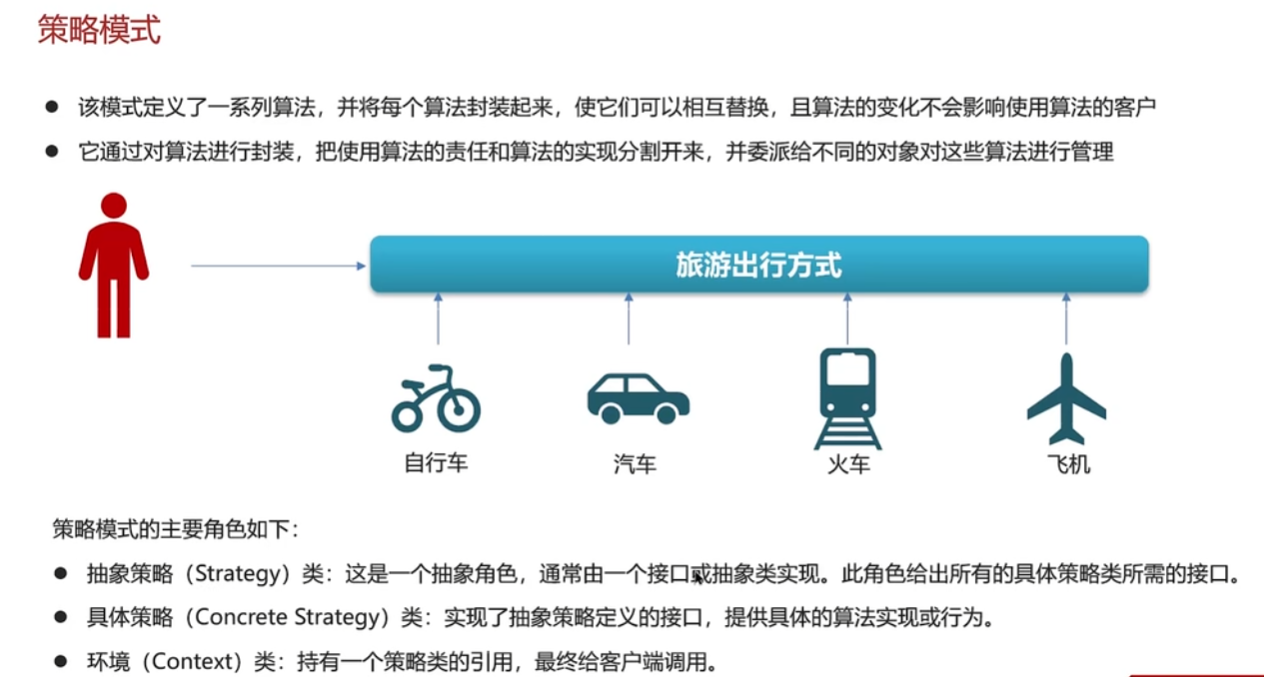 策略模式
● 该模式定义了一系列算法，并将每个算法封装起来，使它们可以相互替换，且算法的变化不会影响使用算法的客户
● 它通过对算法进行封装，把使用算法的责任和算法的实现分割开来，并委派给不同的对象对这些算法进行管理
旅游出行方式
自行车 汽车 火车 飞机
策略模式的主要角色如下：
● 抽象策略（Strategy）类：这是一个抽象角色，通常由一个接口或抽象类实现。此角色给出所有的具体策略类所需的接口。
● 具体策略（Concrete Strategy）类：实现了抽象策略定义的接口，提供具体的算法实现或行为。
● 环境（Context）类：持有一个策略类的引用，最终给客户端调用。